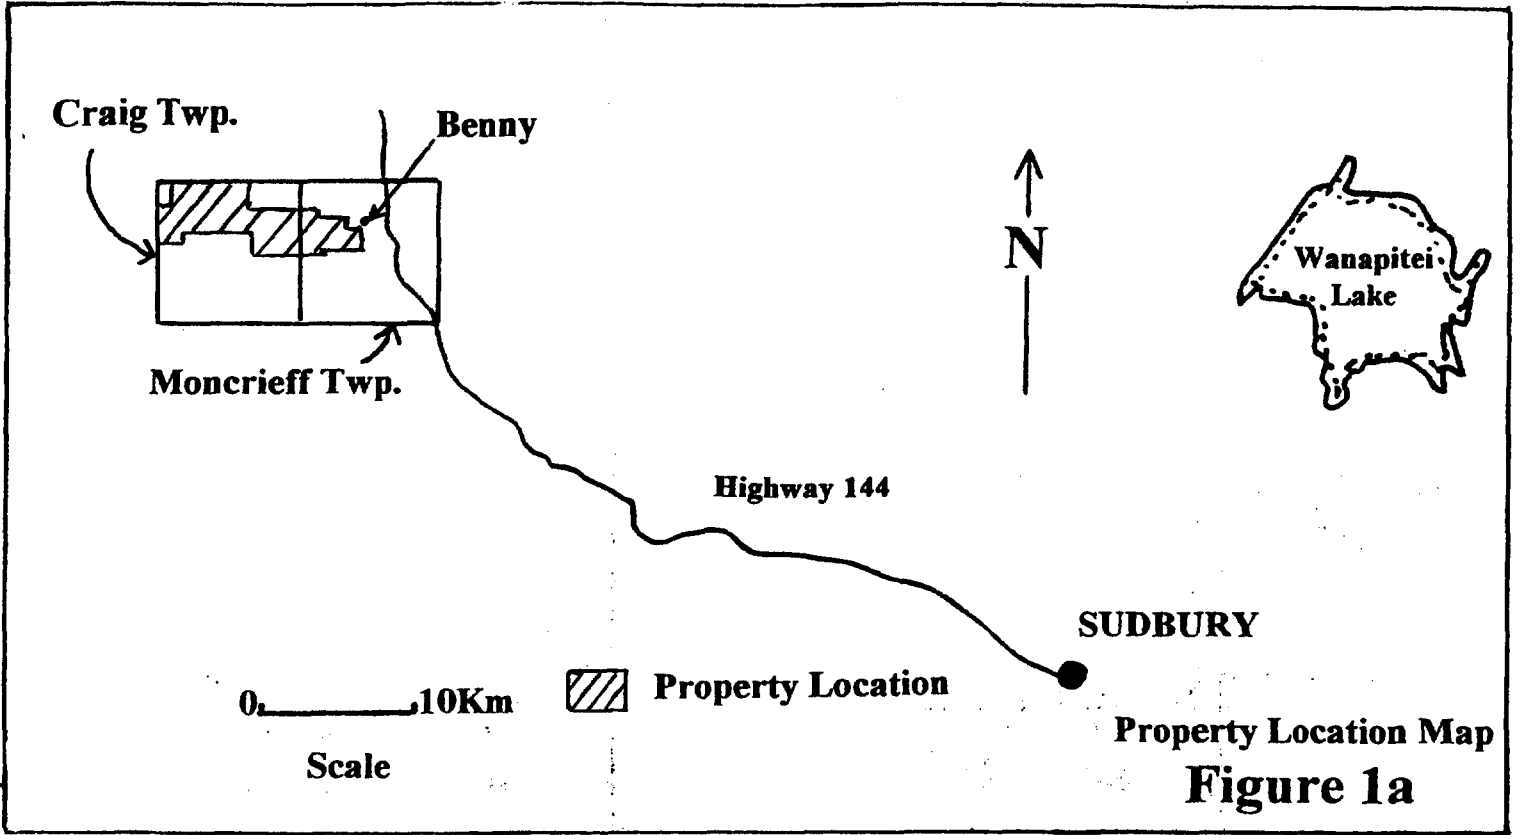 Craig Twp.
Benny
N
Wanapitei
Lake
Moncrieff Twp.
Highway 144
SUDBURY
0 10Km
Scale
Property Location
Property Location Map
Figure 1a